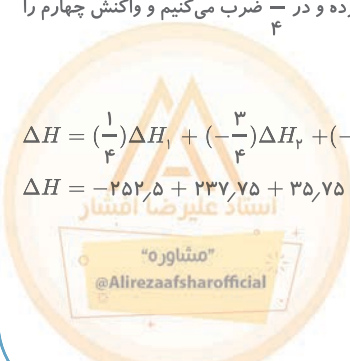 و در — ضرب می‌کنیم و واکنش چهارم را
۴
ΔH = (۱/۴)ΔH₁ + (−۳/۴)ΔH₂ + (−
ΔH = −۲۵۲٫۵ + ۲۳۷٫۷۵ + ۳۵٫۷۵
استاد علیرضا افشار
"مشاوره"
@Alirezaafsharofficial